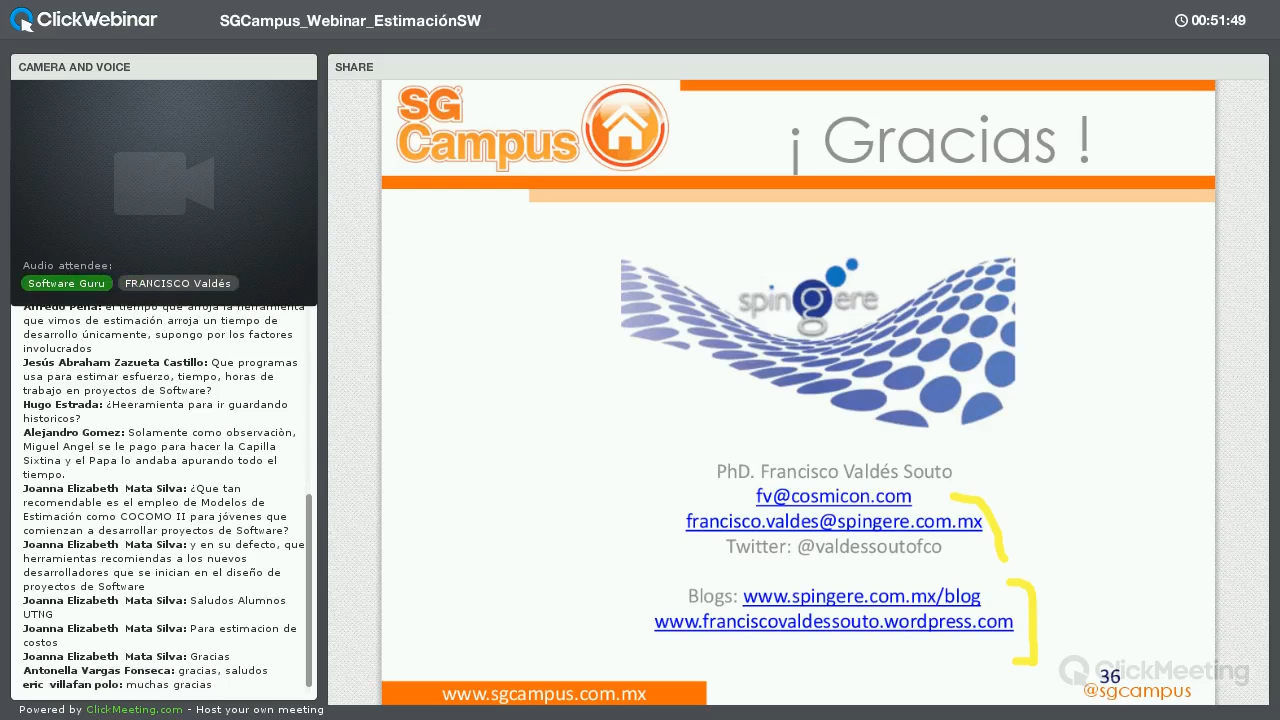 ClickWebinar
SGCampus_Webinar_EstimaciónSW
00:51:49
CAMERA AND VOICE
Audio attendee:
Software Guru
FRANCISCO Valdés
Alfredo Peña: el tiempo que arroja la herramienta
que vimos de estimación arroja un tiempo de
desarrollo únicamente, supongo por los factores
involucrados
Jesús Abraham Zazueta Castillo: Que programas
usa para estimar esfuerzo, tiempo, horas de
trabajo en proyectos de Software?
Hugo Estrada: ¿Heeramienta para ir guardando
historicos?
Alejandro Gomez: Solamente como observaciòn,
Miguel Angel se le pago para hacer la Capilla
Sixtina y el Papa lo andaba apurando todo el
tiempo.
Joanna Elizabeth Mata Silva: ¿Que tan
recomendable es el empleo de Modelos de
Estimación como COCOMO II para jóvenes que
comienzan a desarrollar proyectos de Software?
Joanna Elizabeth Mata Silva: y en su defecto, que
herramientas recomiendas a los nuevos
desarrolladores que se inician en el diseño de
proyectos de Software
Joanna Elizabeth Mata Silva: Saludos Alumnos
UTNG
Joanna Elizabeth Mata Silva: Para estimacion de
costos
Joanna Elizabeth Mata Silva: Gracias
Antonella Vargas Fonseca: gracias, saludos
eric villafan polo: muchas gracias
Powered by ClickMeeting.com - Host your own meeting
SHARE
SG
Campus
¡ Gracias !
spingere
PhD. Francisco Valdés Souto
fv@cosmicon.com
francisco.valdes@spingere.com.mx
Twitter: @valdessoutofco
Blogs: www.spingere.com.mx/blog
www.franciscovaldessouto.wordpress.com
ClickMeeting
36
www.sgcampus.com.mx
@sgcampus